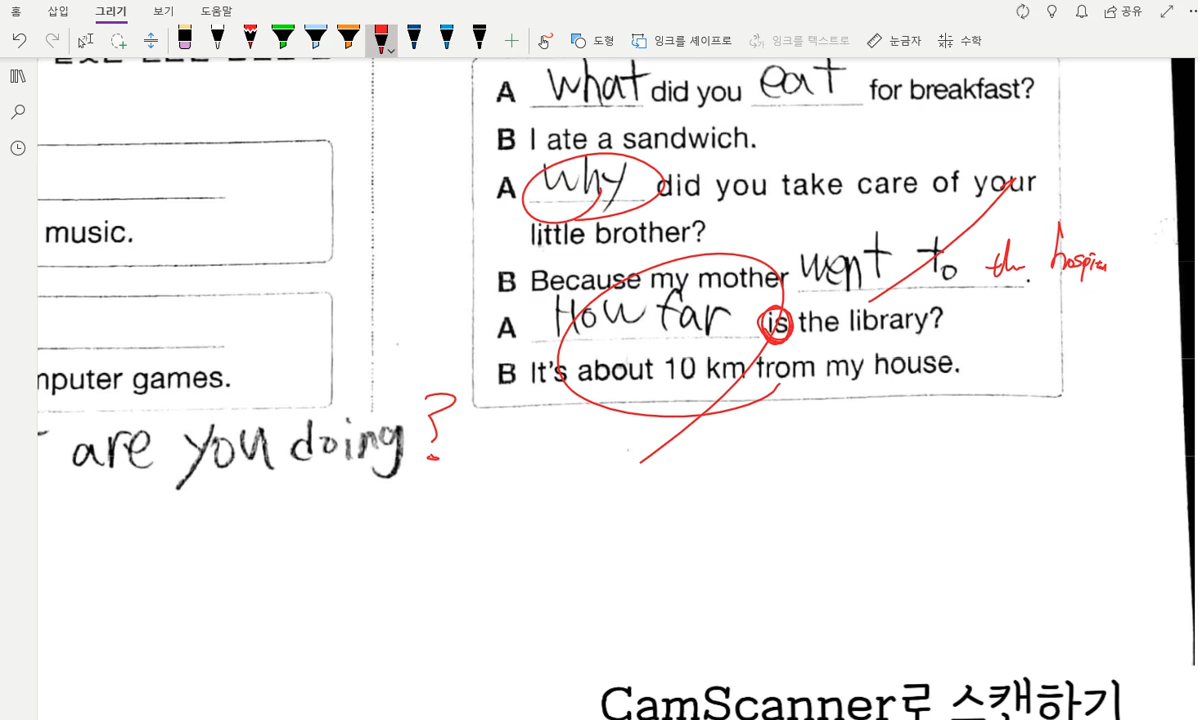 홈 삽입 그리기 보기 도움말
공유
도형 잉크를 셰이프로 잉크를 텍스트로 눈금자 수학
A what did you eat for breakfast?
B I ate a sandwich.
A why did you take care of your
little brother?
B Because my mother went to the
A How far is the library?
B It's about 10 km from my house.
music.
mputer games.
are you doing?
CamScanner로 스캔하기